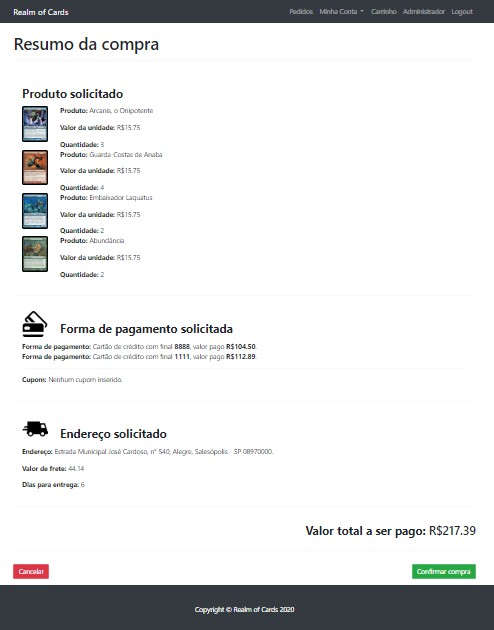 Realm of Cards Pedidos Minha Conta Carrinho Administrador Logout
Resumo da compra
Produto solicitado
Produto: Arcanis, o Onipotente
Valor da unidade: R$15.75
Quantidade: 3
Produto: Guarda-Costas de Anaba
Valor da unidade: R$15.75
Quantidade: 4
Produto: Embaixador Laquatus
Valor da unidade: R$15.75
Quantidade: 2
Produto: Abundância
Valor da unidade: R$15.75
Quantidade: 2
Forma de pagamento solicitada
Forma de pagamento: Cartão de crédito com final 8888, valor pago R$104.50.
Forma de pagamento: Cartão de crédito com final 1111, valor pago R$112.89.
Cupom: Nenhum cupom inserido.
Endereço solicitado
Endereço: Estrada Municipal José Cardoso, n° 540, Alegre, Salesópolis - SP 08970000.
Valor de frete: 44.14
Dias para entrega: 6
Valor total a ser pago: R$217.39
Cancelar Confirmar compra
Copyright © Realm of Cards 2020